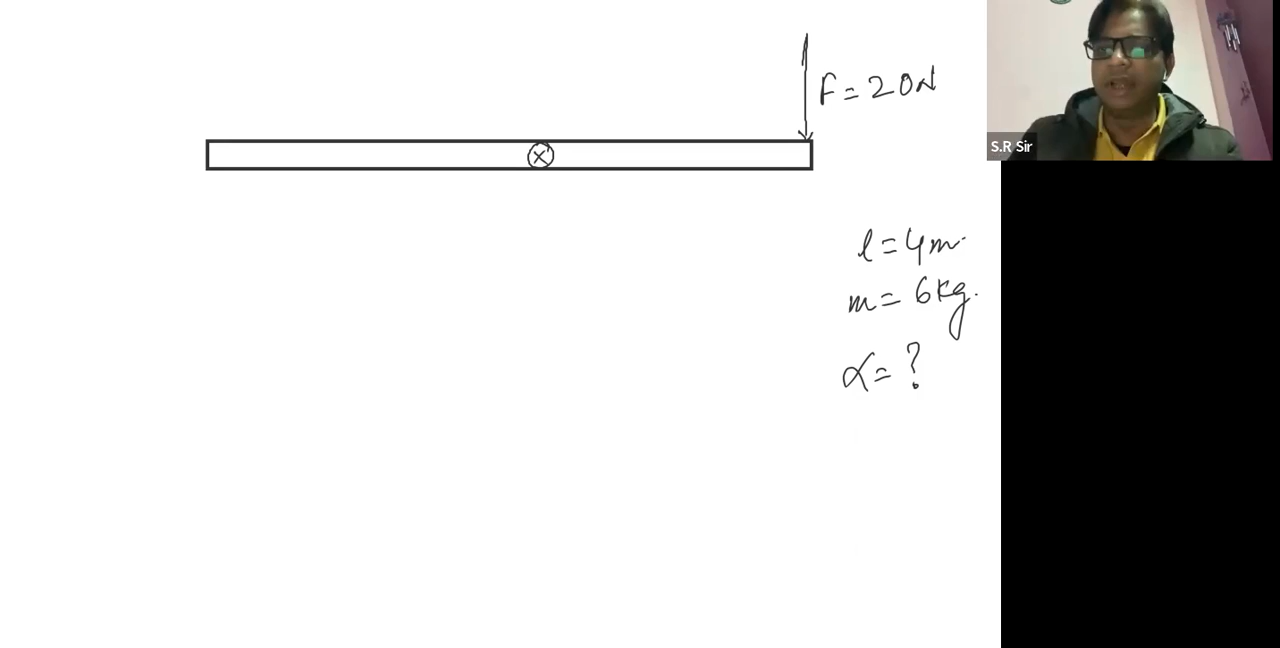 F = 20N
S.R Sir
l = 4m.
m = 6kg.
α = ?